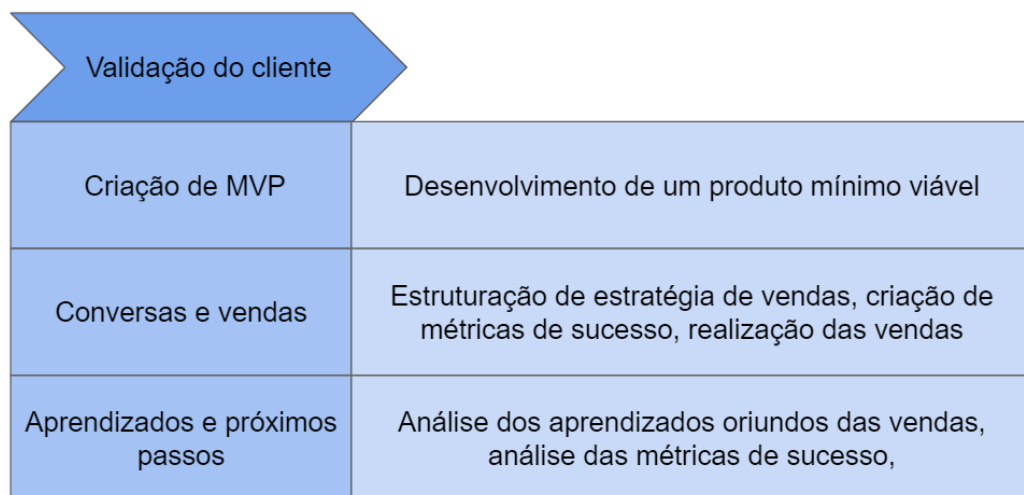 Validação do cliente
Criação de MVP
Desenvolvimento de um produto mínimo viável
Conversas e vendas
Estruturação de estratégia de vendas, criação de
métricas de sucesso, realização das vendas
Aprendizados e próximos
passos
Análise dos aprendizados oriundos das vendas,
análise das métricas de sucesso,